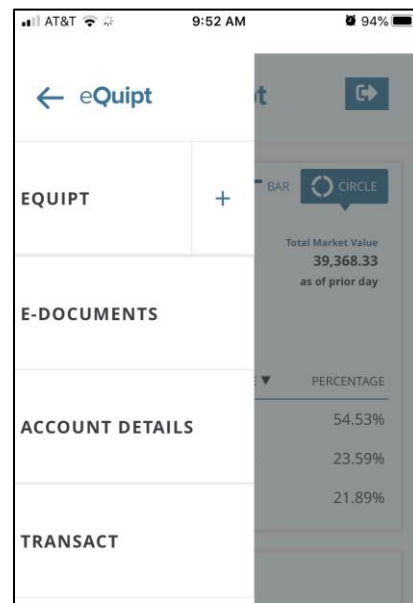 AT&T 9:52 AM 94%
← eQuipt pt
EQUIPT +
BAR CIRCLE
Total Market Value
39,368.33
as of prior day
E-DOCUMENTS
E ▼ PERCENTAGE
54.53%
ACCOUNT DETAILS
23.59%
21.89%
TRANSACT